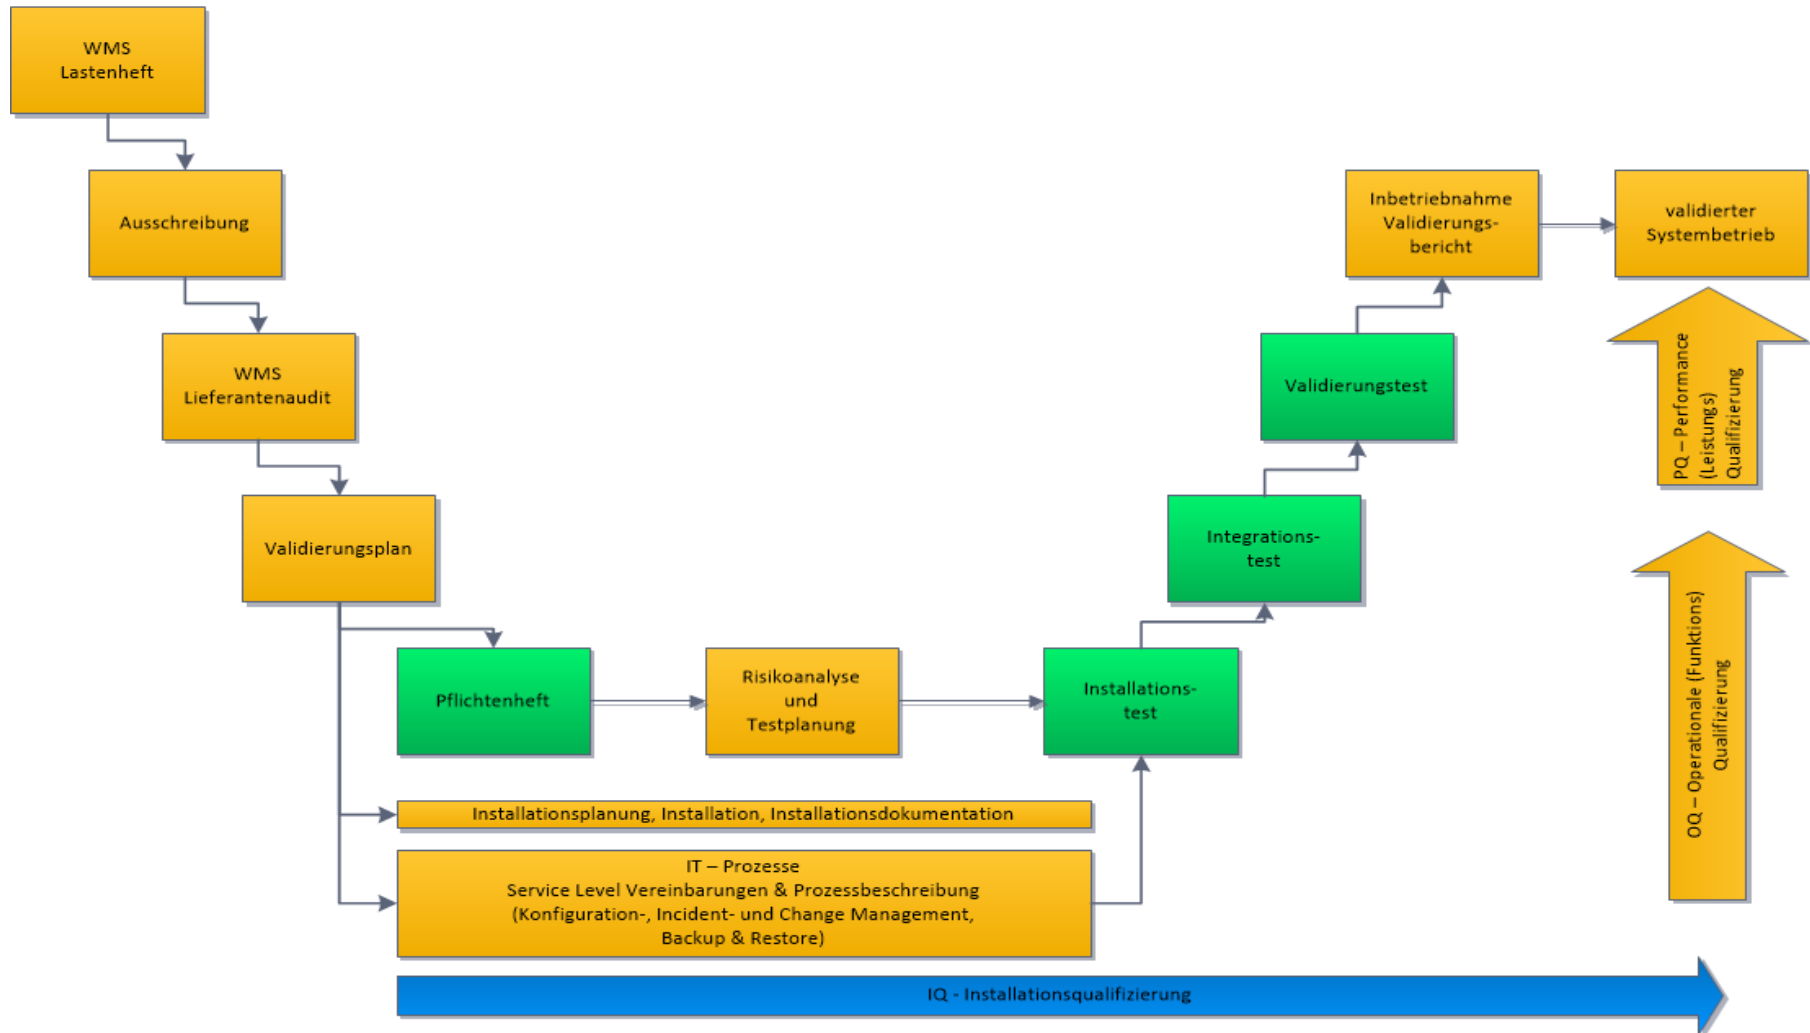 WMS
Lastenheft
Ausschreibung
WMS
Lieferantenaudit
Validierungsplan
Pflichtenheft
Risikoanalyse
und
Testplanung
Installations-
test
Integrations-
test
Validierungstest
Inbetriebnahme
Validierungs-
bericht
validierter
Systembetrieb
Installationsplanung, Installation, Installationsdokumentation
IT – Prozesse
Service Level Vereinbarungen & Prozessbeschreibung
(Konfiguration-, Incident- und Change Management,
Backup & Restore)
IQ - Installationsqualifizierung
OQ – Operationale (Funktions)
Qualifizierung
PQ – Performance
(Leistungs)
Qualifizierung